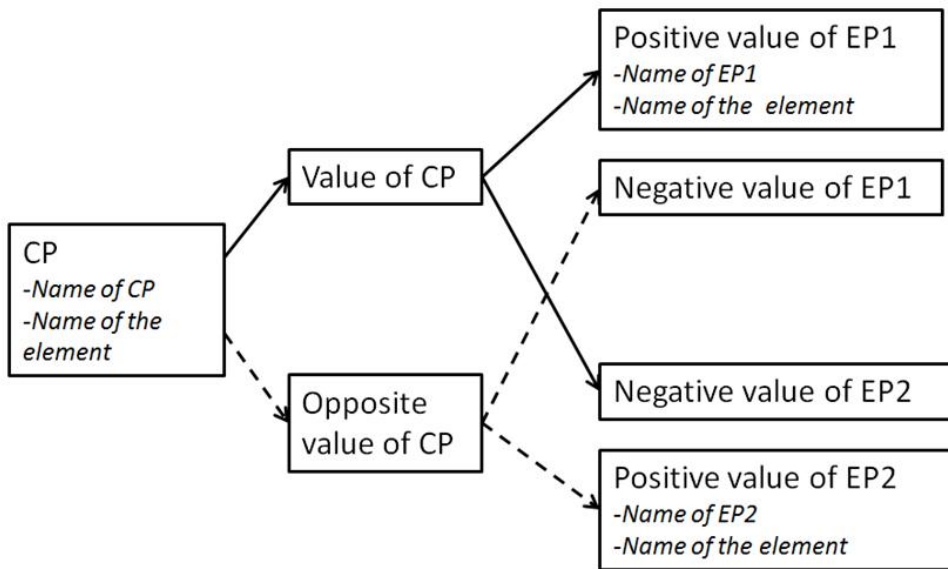 Positive value of EP1
-Name of EP1
-Name of the element
Value of CP
Negative value of EP1
CP
-Name of CP
-Name of the
element
Opposite
value of CP
Negative value of EP2
Positive value of EP2
-Name of EP2
-Name of the element